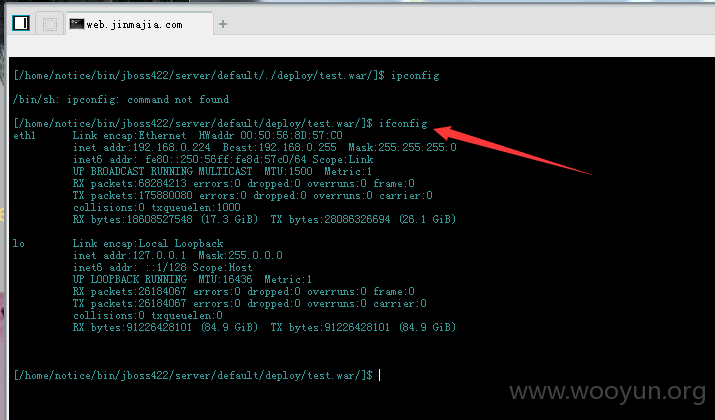 web.jinmajia.com
[/home/notice/bin/jboss422/server/default/./deploy/test.war/]$ ipconfig
/bin/sh: ipconfig: command not found
[/home/notice/bin/jboss422/server/default/deploy/test.war/]$ ifconfig
eth1 Link encap:Ethernet HWaddr 00:50:56:8D:57:C0
inet addr:192.168.0.224 Bcast:192.168.0.255 Mask:255.255.255.0
inet6 addr: fe80::250:56ff:fe8d:57c0/64 Scope:Link
UP BROADCAST RUNNING MULTICAST MTU:1500 Metric:1
RX packets:68284213 errors:0 dropped:0 overruns:0 frame:0
TX packets:175880080 errors:0 dropped:0 overruns:0 carrier:0
collisions:0 txqueuelen:1000
RX bytes:18608527548 (17.3 GiB) TX bytes:28086326694 (26.1 GiB)
lo Link encap:Local Loopback
inet addr:127.0.0.1 Mask:255.0.0.0
inet6 addr: ::1/128 Scope:Host
UP LOOPBACK RUNNING MTU:16436 Metric:1
RX packets:26184067 errors:0 dropped:0 overruns:0 frame:0
TX packets:26184067 errors:0 dropped:0 overruns:0 carrier:0
collisions:0 txqueuelen:0
RX bytes:91226428101 (84.9 GiB) TX bytes:91226428101 (84.9 GiB)
[/home/notice/bin/jboss422/server/default/deploy/test.war/]$
www.wooyun.org